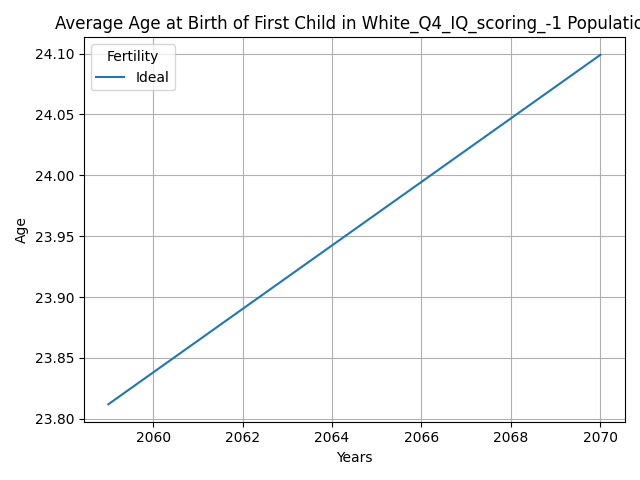 Average Age at Birth of First Child in White_Q4_IQ_scoring_-1 Populatio
Fertility
Ideal
24.10
24.05
24.00
23.95
23.90
23.85
23.80
Age
2060 2062 2064 2066 2068 2070
Years